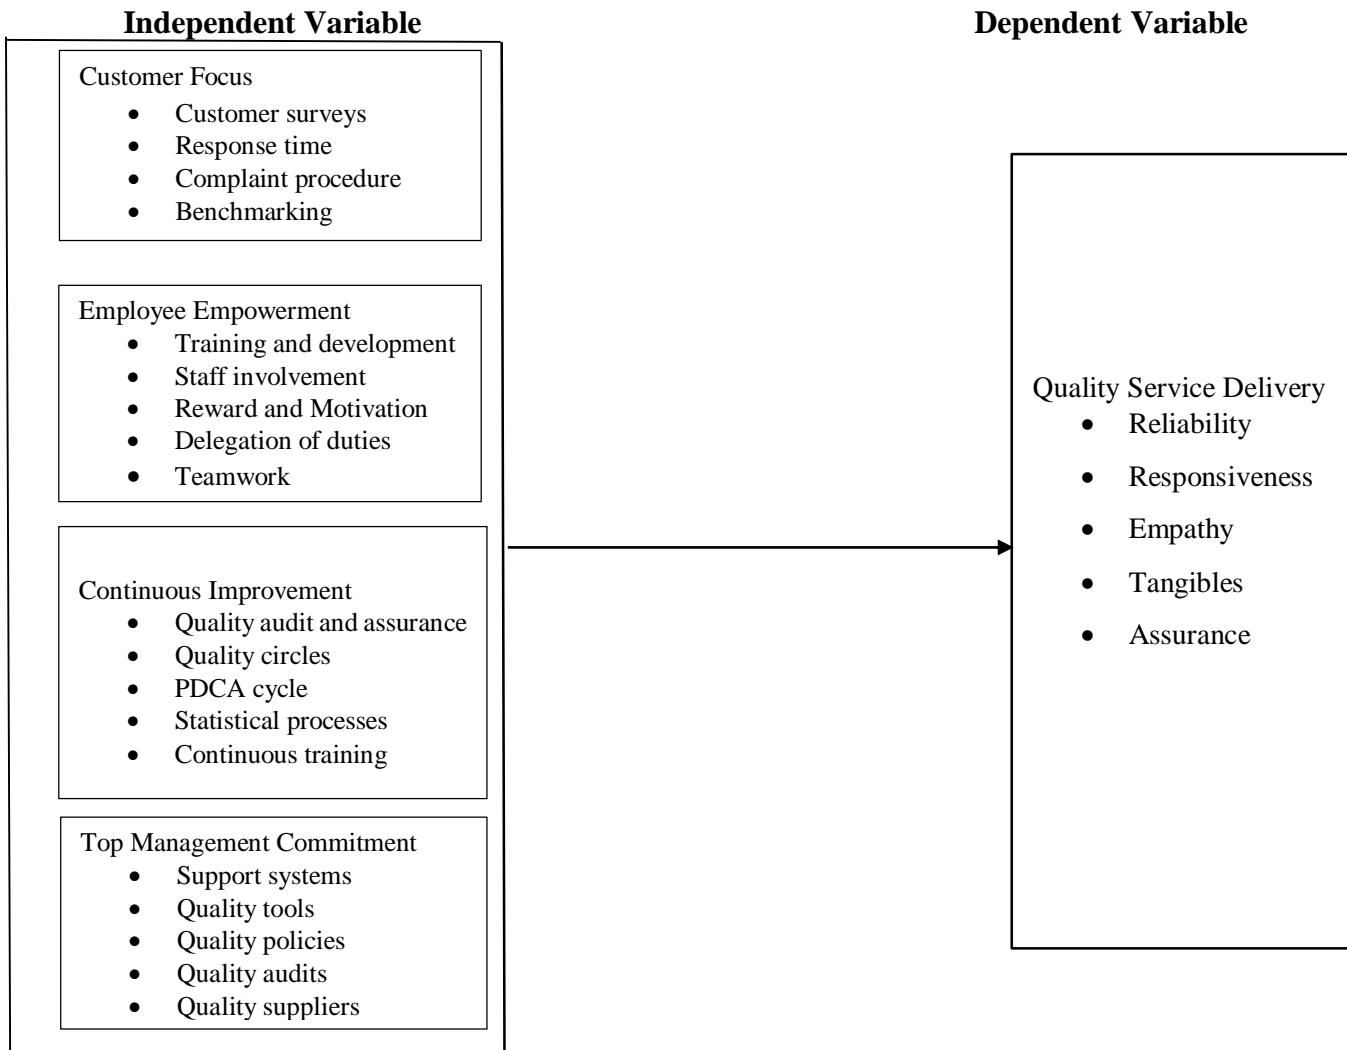 Independent Variable
Dependent Variable
Customer Focus
• Customer surveys
• Response time
• Complaint procedure
• Benchmarking
Employee Empowerment
• Training and development
• Staff involvement
• Reward and Motivation
• Delegation of duties
• Teamwork
Continuous Improvement
• Quality audit and assurance
• Quality circles
• PDCA cycle
• Statistical processes
• Continuous training
Top Management Commitment
• Support systems
• Quality tools
• Quality policies
• Quality audits
• Quality suppliers
Quality Service Delivery
• Reliability
• Responsiveness
• Empathy
• Tangibles
• Assurance